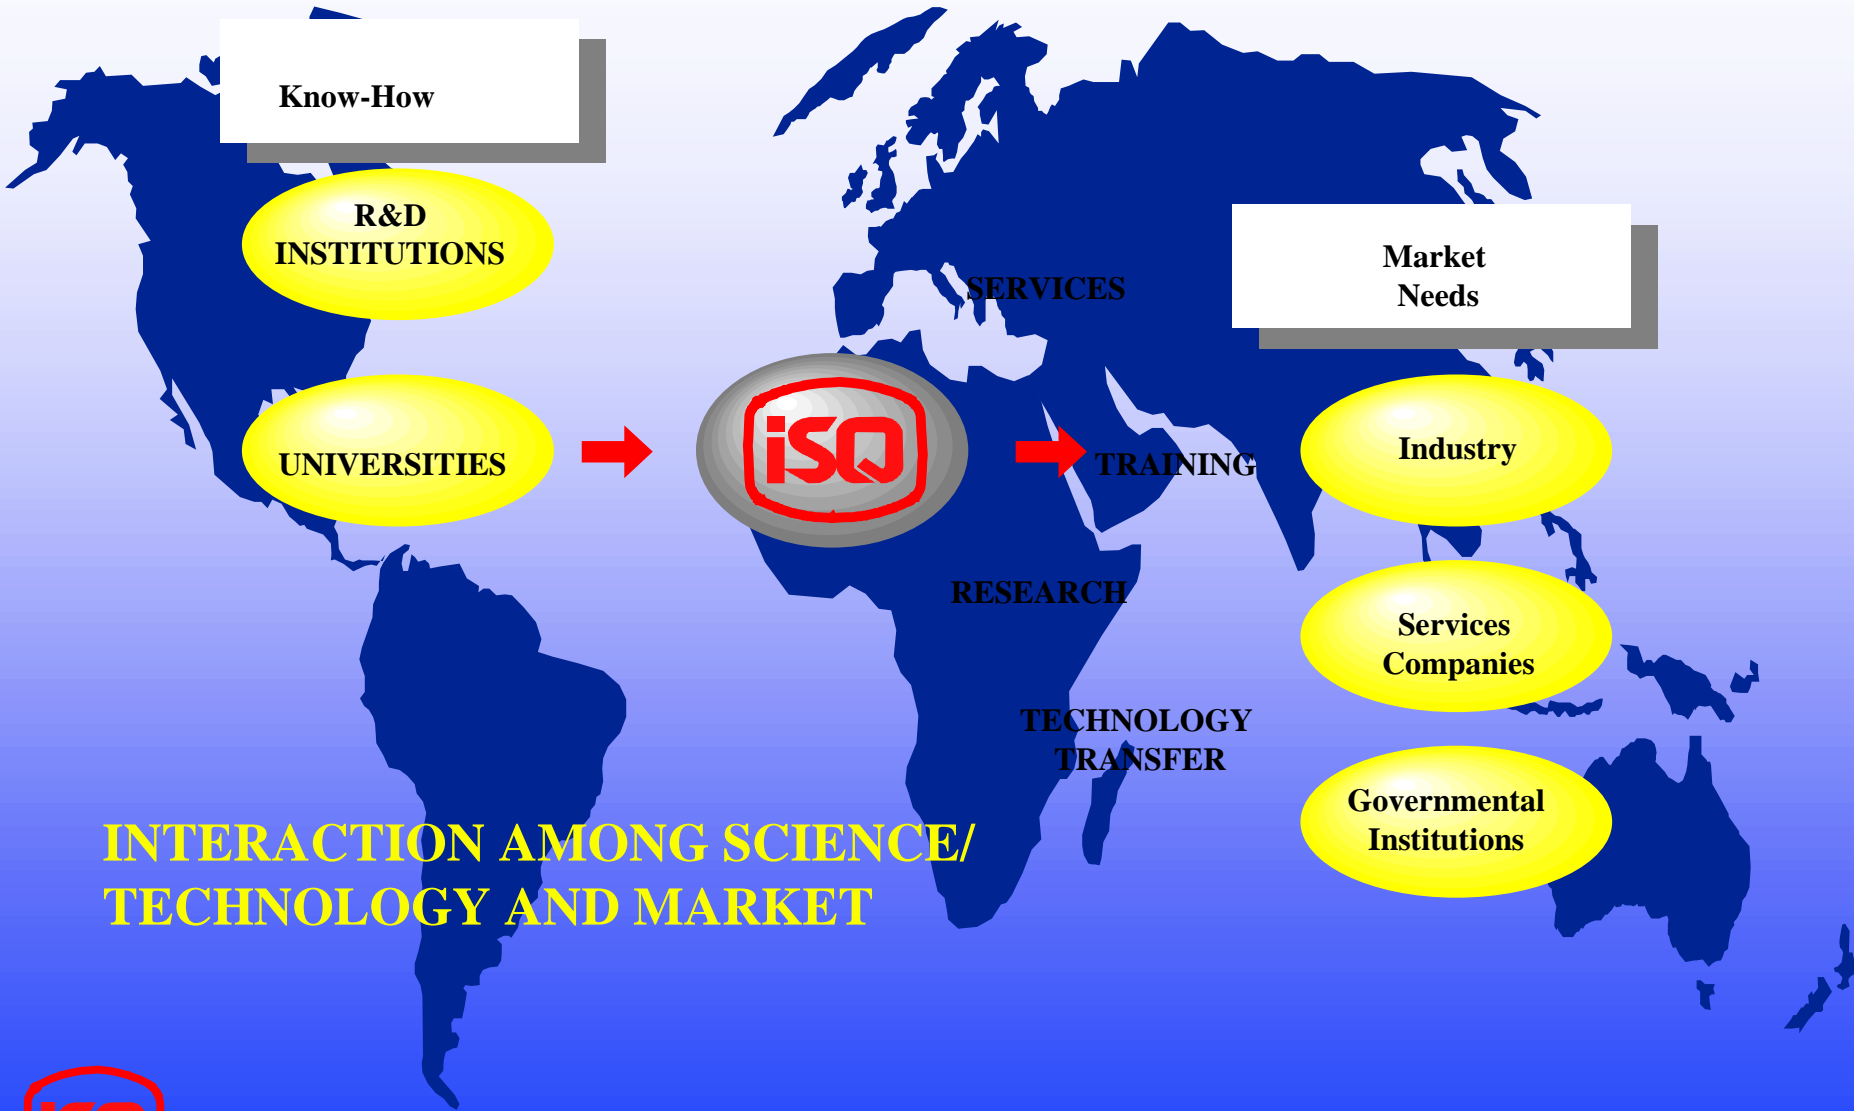 Know-How
R&D
INSTITUTIONS
UNIVERSITIES
iSQ
SERVICES
TRAINING
RESEARCH
TECHNOLOGY
TRANSFER
Market
Needs
Industry
Services
Companies
Governmental
Institutions
INTERACTION AMONG SCIENCE/
TECHNOLOGY AND MARKET
iSQ